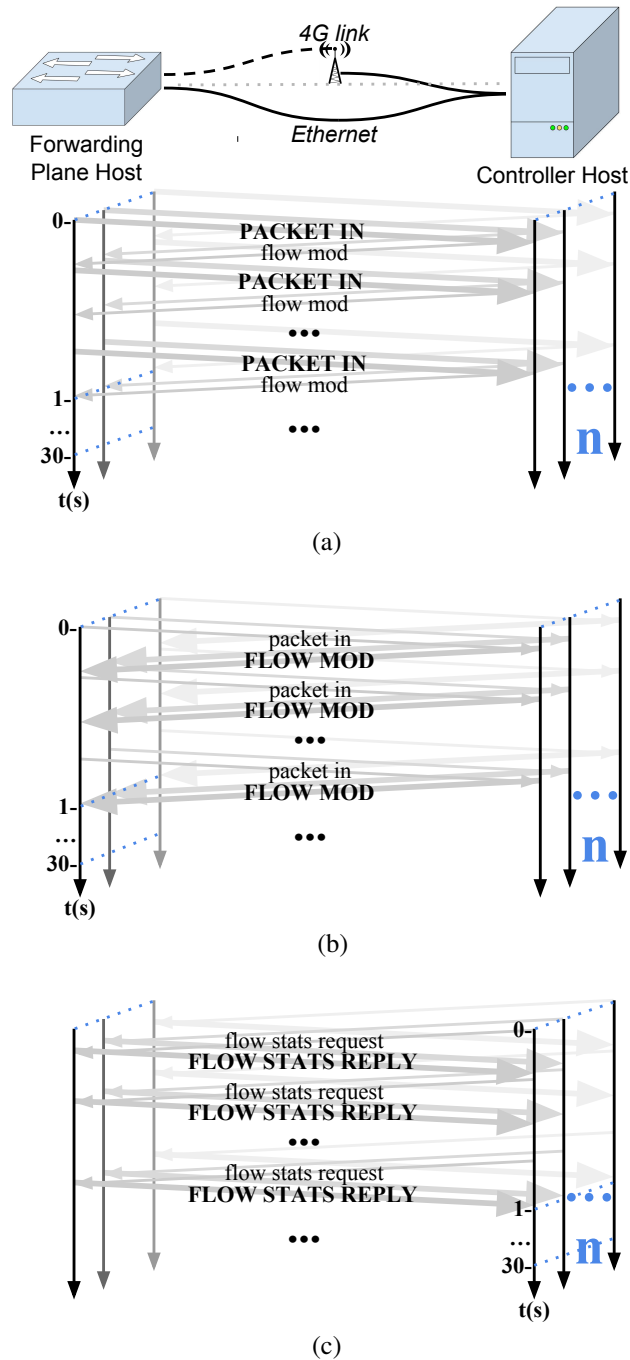 4G link
Ethernet
Forwarding
Plane Host
Controller Host
0-
PACKET IN
flow mod
PACKET IN
flow mod
...
PACKET IN
flow mod
1-
...
...
...
30-
n
t(s)
(a)
0-
packet in
FLOW MOD
packet in
FLOW MOD
...
packet in
FLOW MOD
1-
...
...
...
30-
n
t(s)
(b)
0-
flow stats request
FLOW STATS REPLY
flow stats request
FLOW STATS REPLY
...
flow stats request
FLOW STATS REPLY
1-
...
...
...
30-
n
t(s)
(c)